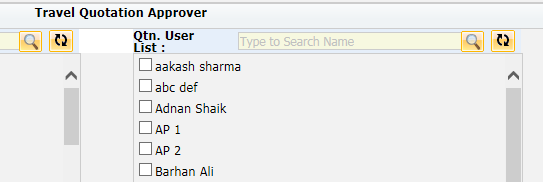 Travel Quotation Approver
Qtn. User
List :
Type to Search Name
aakash sharma
abc def
Adnan Shaik
AP 1
AP 2
Barhan Ali